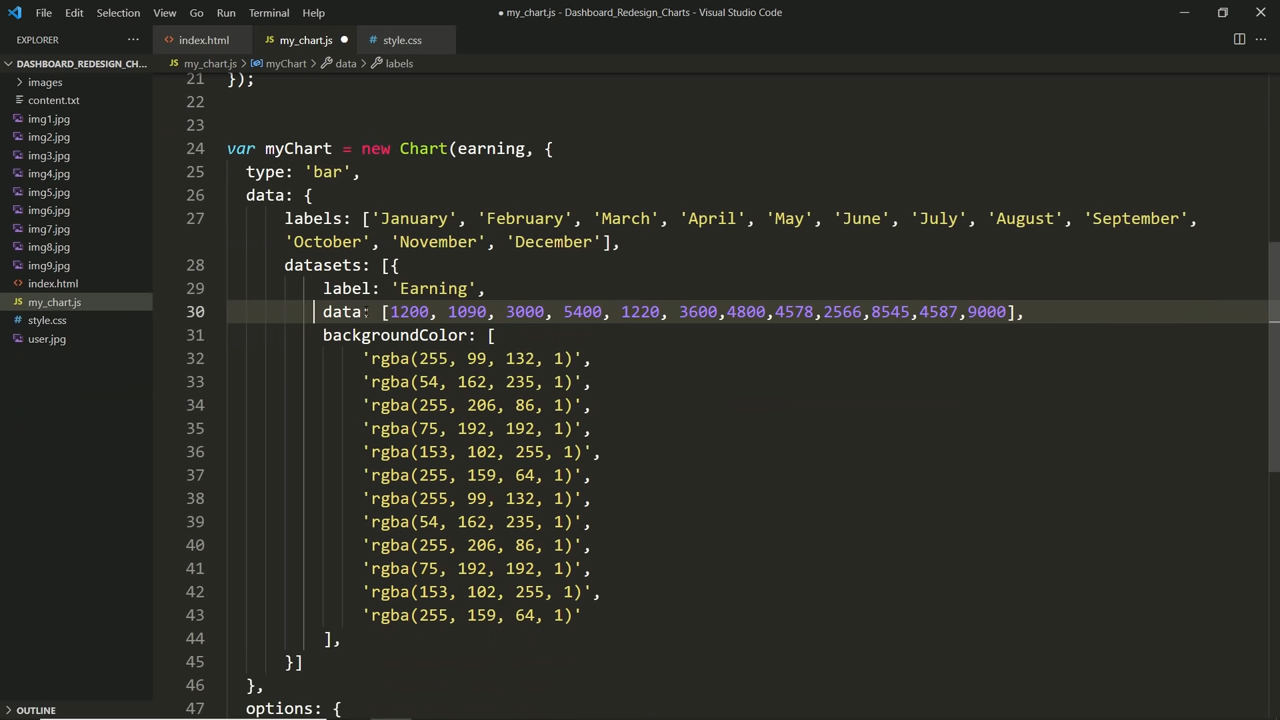 File Edit Selection View Go Run Terminal Help
● my_chart.js - Dashboard_Redesign_Charts - Visual Studio Code
EXPLORER ···
index.html
JS my_chart.js ●
style.css
DASHBOARD_REDESIGN_CH...
JS my_chart.js > myChart > data > labels
images
content.txt
img1.jpg
img2.jpg
img3.jpg
img4.jpg
img5.jpg
img6.jpg
img7.jpg
img8.jpg
img9.jpg
index.html
JS my_chart.js
style.css
user.jpg
OUTLINE
21 });
22
23
24 var myChart = new Chart(earning, {
25 type: 'bar',
26 data: {
27 labels: ['January', 'February', 'March', 'April', 'May', 'June', 'July', 'August', 'September',
'October', 'November', 'December'],
28 datasets: [{
29 label: 'Earning',
30 data: [1200, 1090, 3000, 5400, 1220, 3600,4800,4578,2566,8545,4587,9000],
31 backgroundColor: [
32 'rgba(255, 99, 132, 1)',
33 'rgba(54, 162, 235, 1)',
34 'rgba(255, 206, 86, 1)',
35 'rgba(75, 192, 192, 1)',
36 'rgba(153, 102, 255, 1)',
37 'rgba(255, 159, 64, 1)',
38 'rgba(255, 99, 132, 1)',
39 'rgba(54, 162, 235, 1)',
40 'rgba(255, 206, 86, 1)',
41 'rgba(75, 192, 192, 1)',
42 'rgba(153, 102, 255, 1)',
43 'rgba(255, 159, 64, 1)'
44 ],
45 }]
46 },
47 options: {